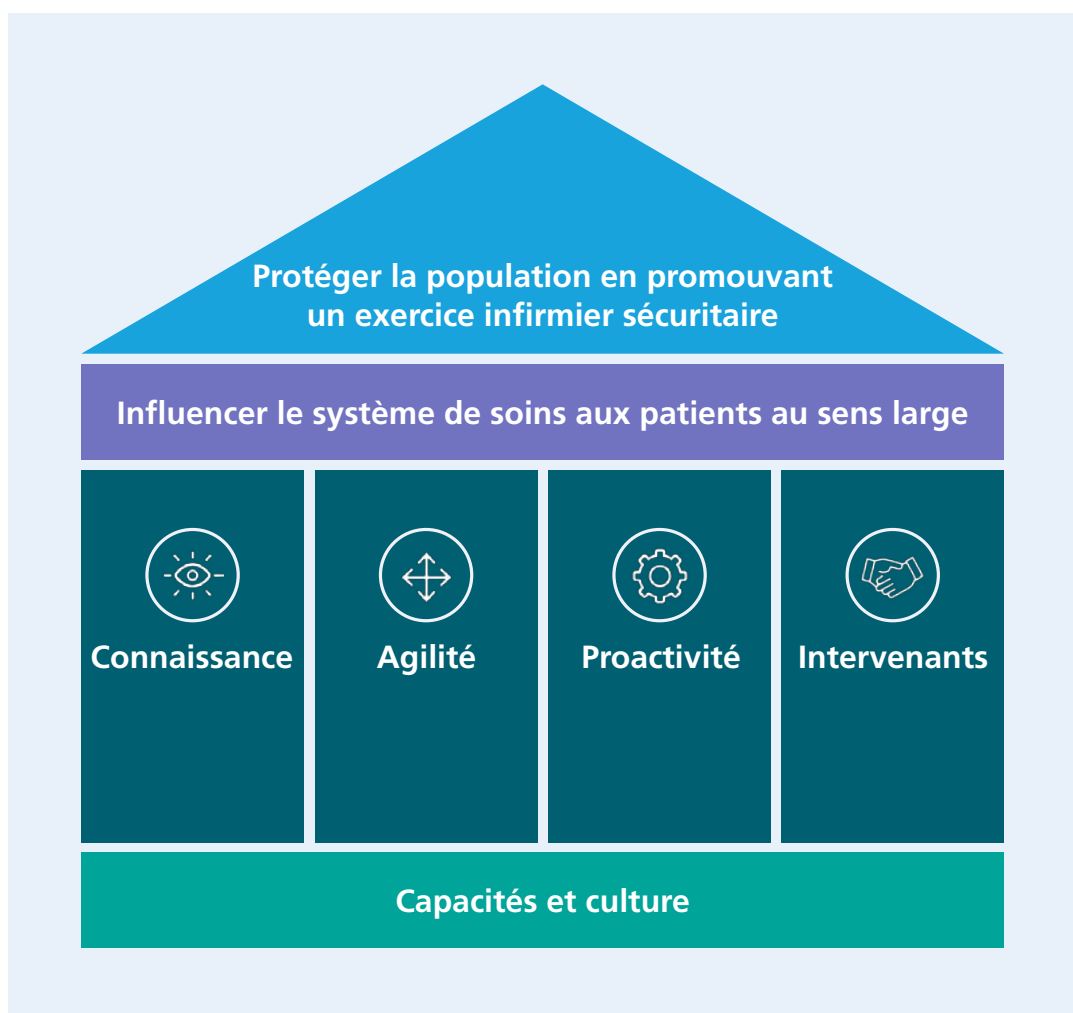 Protéger la population en promouvant
un exercice infirmier sécuritaire
Influencer le système de soins aux patients au sens large
Connaissance
Agilité
Proactivité
Intervenants
Capacités et culture